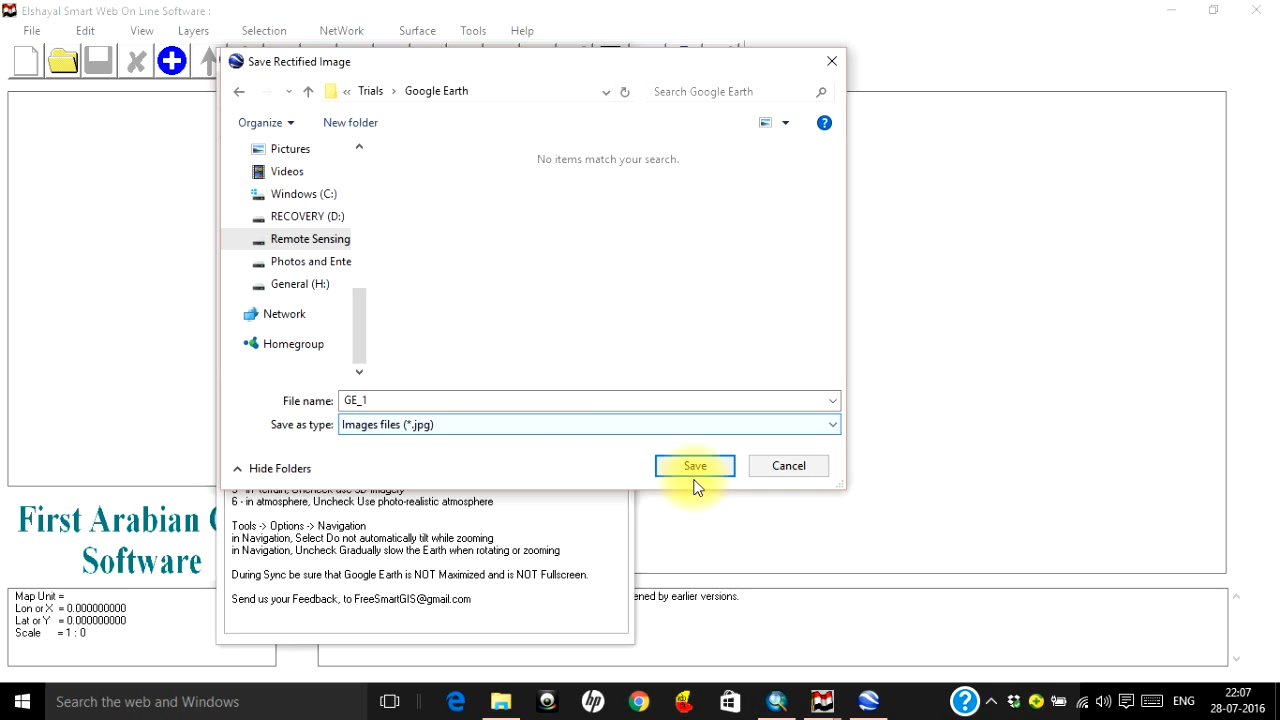 Elshayal Smart Web On Line Software :
File Edit View Layers Selection NetWork Surface Tools Help
Save Rectified Image
« Trials › Google Earth
Search Google Earth
Organize
New folder
Pictures
Videos
Windows (C:)
RECOVERY (D:)
Remote Sensing
Photos and Ente
General (H:)
Network
Homegroup
No items match your search.
File name: GE_1
Save as type: Images files (*.jpg)
Hide Folders
Save
Cancel
6 - in atmosphere, Uncheck Use photo-realistic atmosphere
Tools -> Options -> Navigation
in Navigation, Select Do not automatically tilt while zooming
in Navigation, Uncheck Gradually slow the Earth when rotating or zooming
During Sync be sure that Google Earth is NOT Maximized and is NOT Fullscreen.
Send us your Feedback, to FreeSmartGIS@gmail.com
First Arabian
Software
Map Unit =
Lon or X = 0.000000000
Lat or Y = 0.000000000
Scale = 1 : 0
by earlier versions.
Search the web and Windows
ENG
22:07
28-07-2016